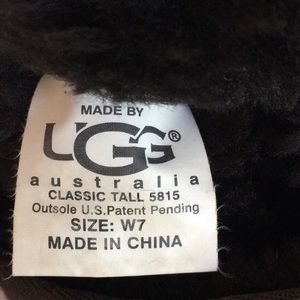 MADE BY
UGG®
australia
CLASSIC TALL 5815
Outsole U.S.Patent Pending
SIZE: W7
MADE IN CHINA